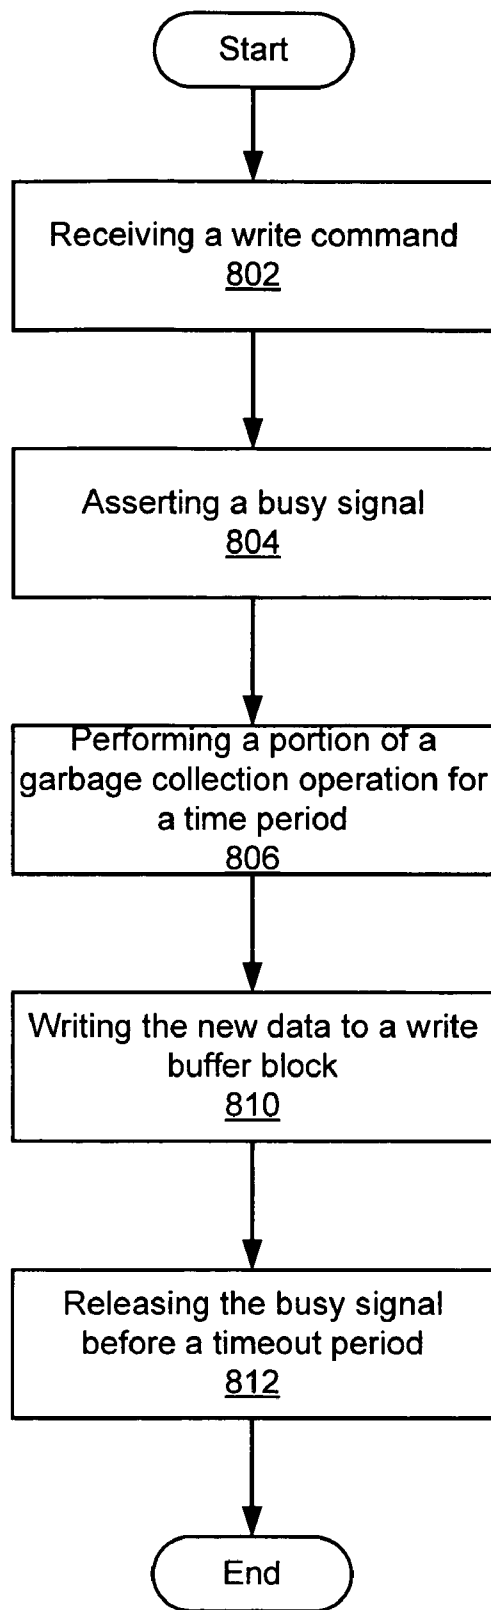 Start
Receiving a write command
802
Asserting a busy signal
804
Performing a portion of a
garbage collection operation for
a time period
806
Writing the new data to a write
buffer block
810
Releasing the busy signal
before a timeout period
812
End